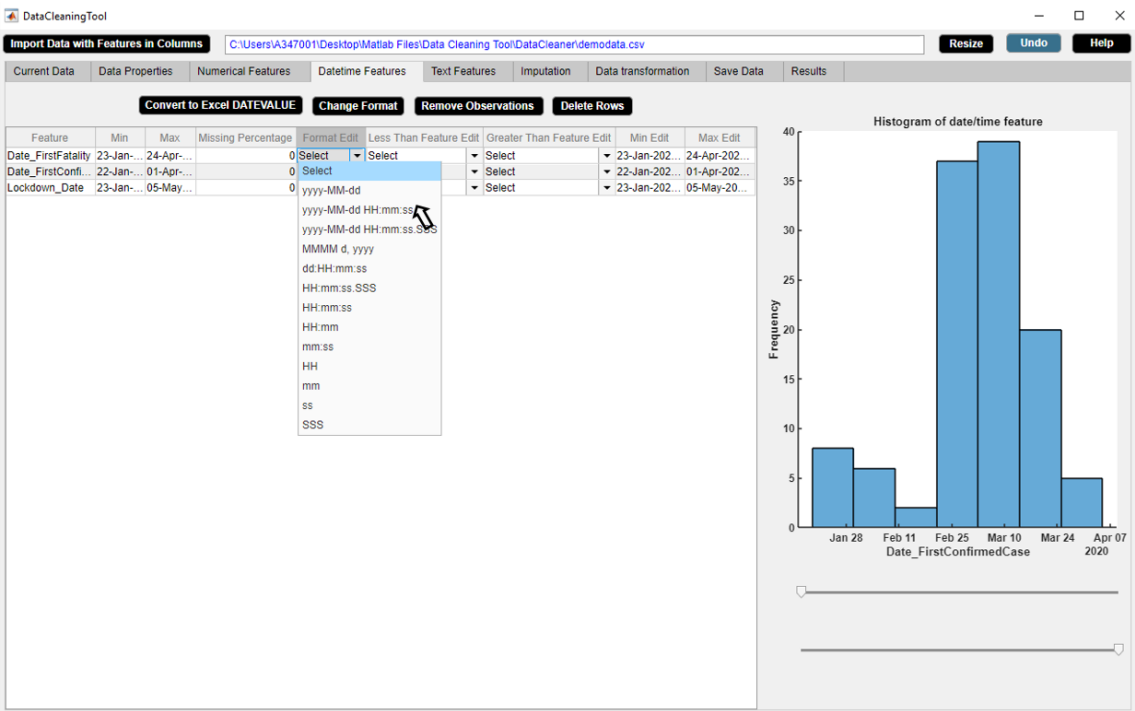 DataCleaningTool
Import Data with Features in Columns C:\Users\A347001\Desktop\Matlab Files\Data Cleaning Tool\DataCleaner\demodata.csv Resize Undo Help
Current Data Data Properties Numerical Features Datetime Features Text Features Imputation Data transformation Save Data Results
Convert to Excel DATEVALUE Change Format Remove Observations Delete Rows
Feature Min Max Missing Percentage Format Edit Less Than Feature Edit Greater Than Feature Edit Min Edit Max Edit
Date_FirstFatality 23-Jan-... 24-Apr-... 0 Select Select Select 23-Jan-202... 24-Apr-202...
Date_FirstConfi... 22-Jan-... 01-Apr-... 0 Select 22-Jan-202... 01-Apr-202...
Lockdown_Date 23-Jan-... 05-May... 0 Select 23-Jan-202... 05-May-20...
Select
yyyy-MM-dd
yyyy-MM-dd HH:mm:ss
yyyy-MM-dd HH:mm:ss.SSS
MMMM d, yyyy
dd:HH:mm:ss
HH:mm:ss.SSS
HH:mm:ss
HH:mm
mm:ss
HH
mm
ss
SSS
Histogram of date/time feature
40
35
30
25
20
15
10
5
0
Frequency
Jan 28 Feb 11 Feb 25 Mar 10 Mar 24 Apr 07
Date_FirstConfirmedCase 2020